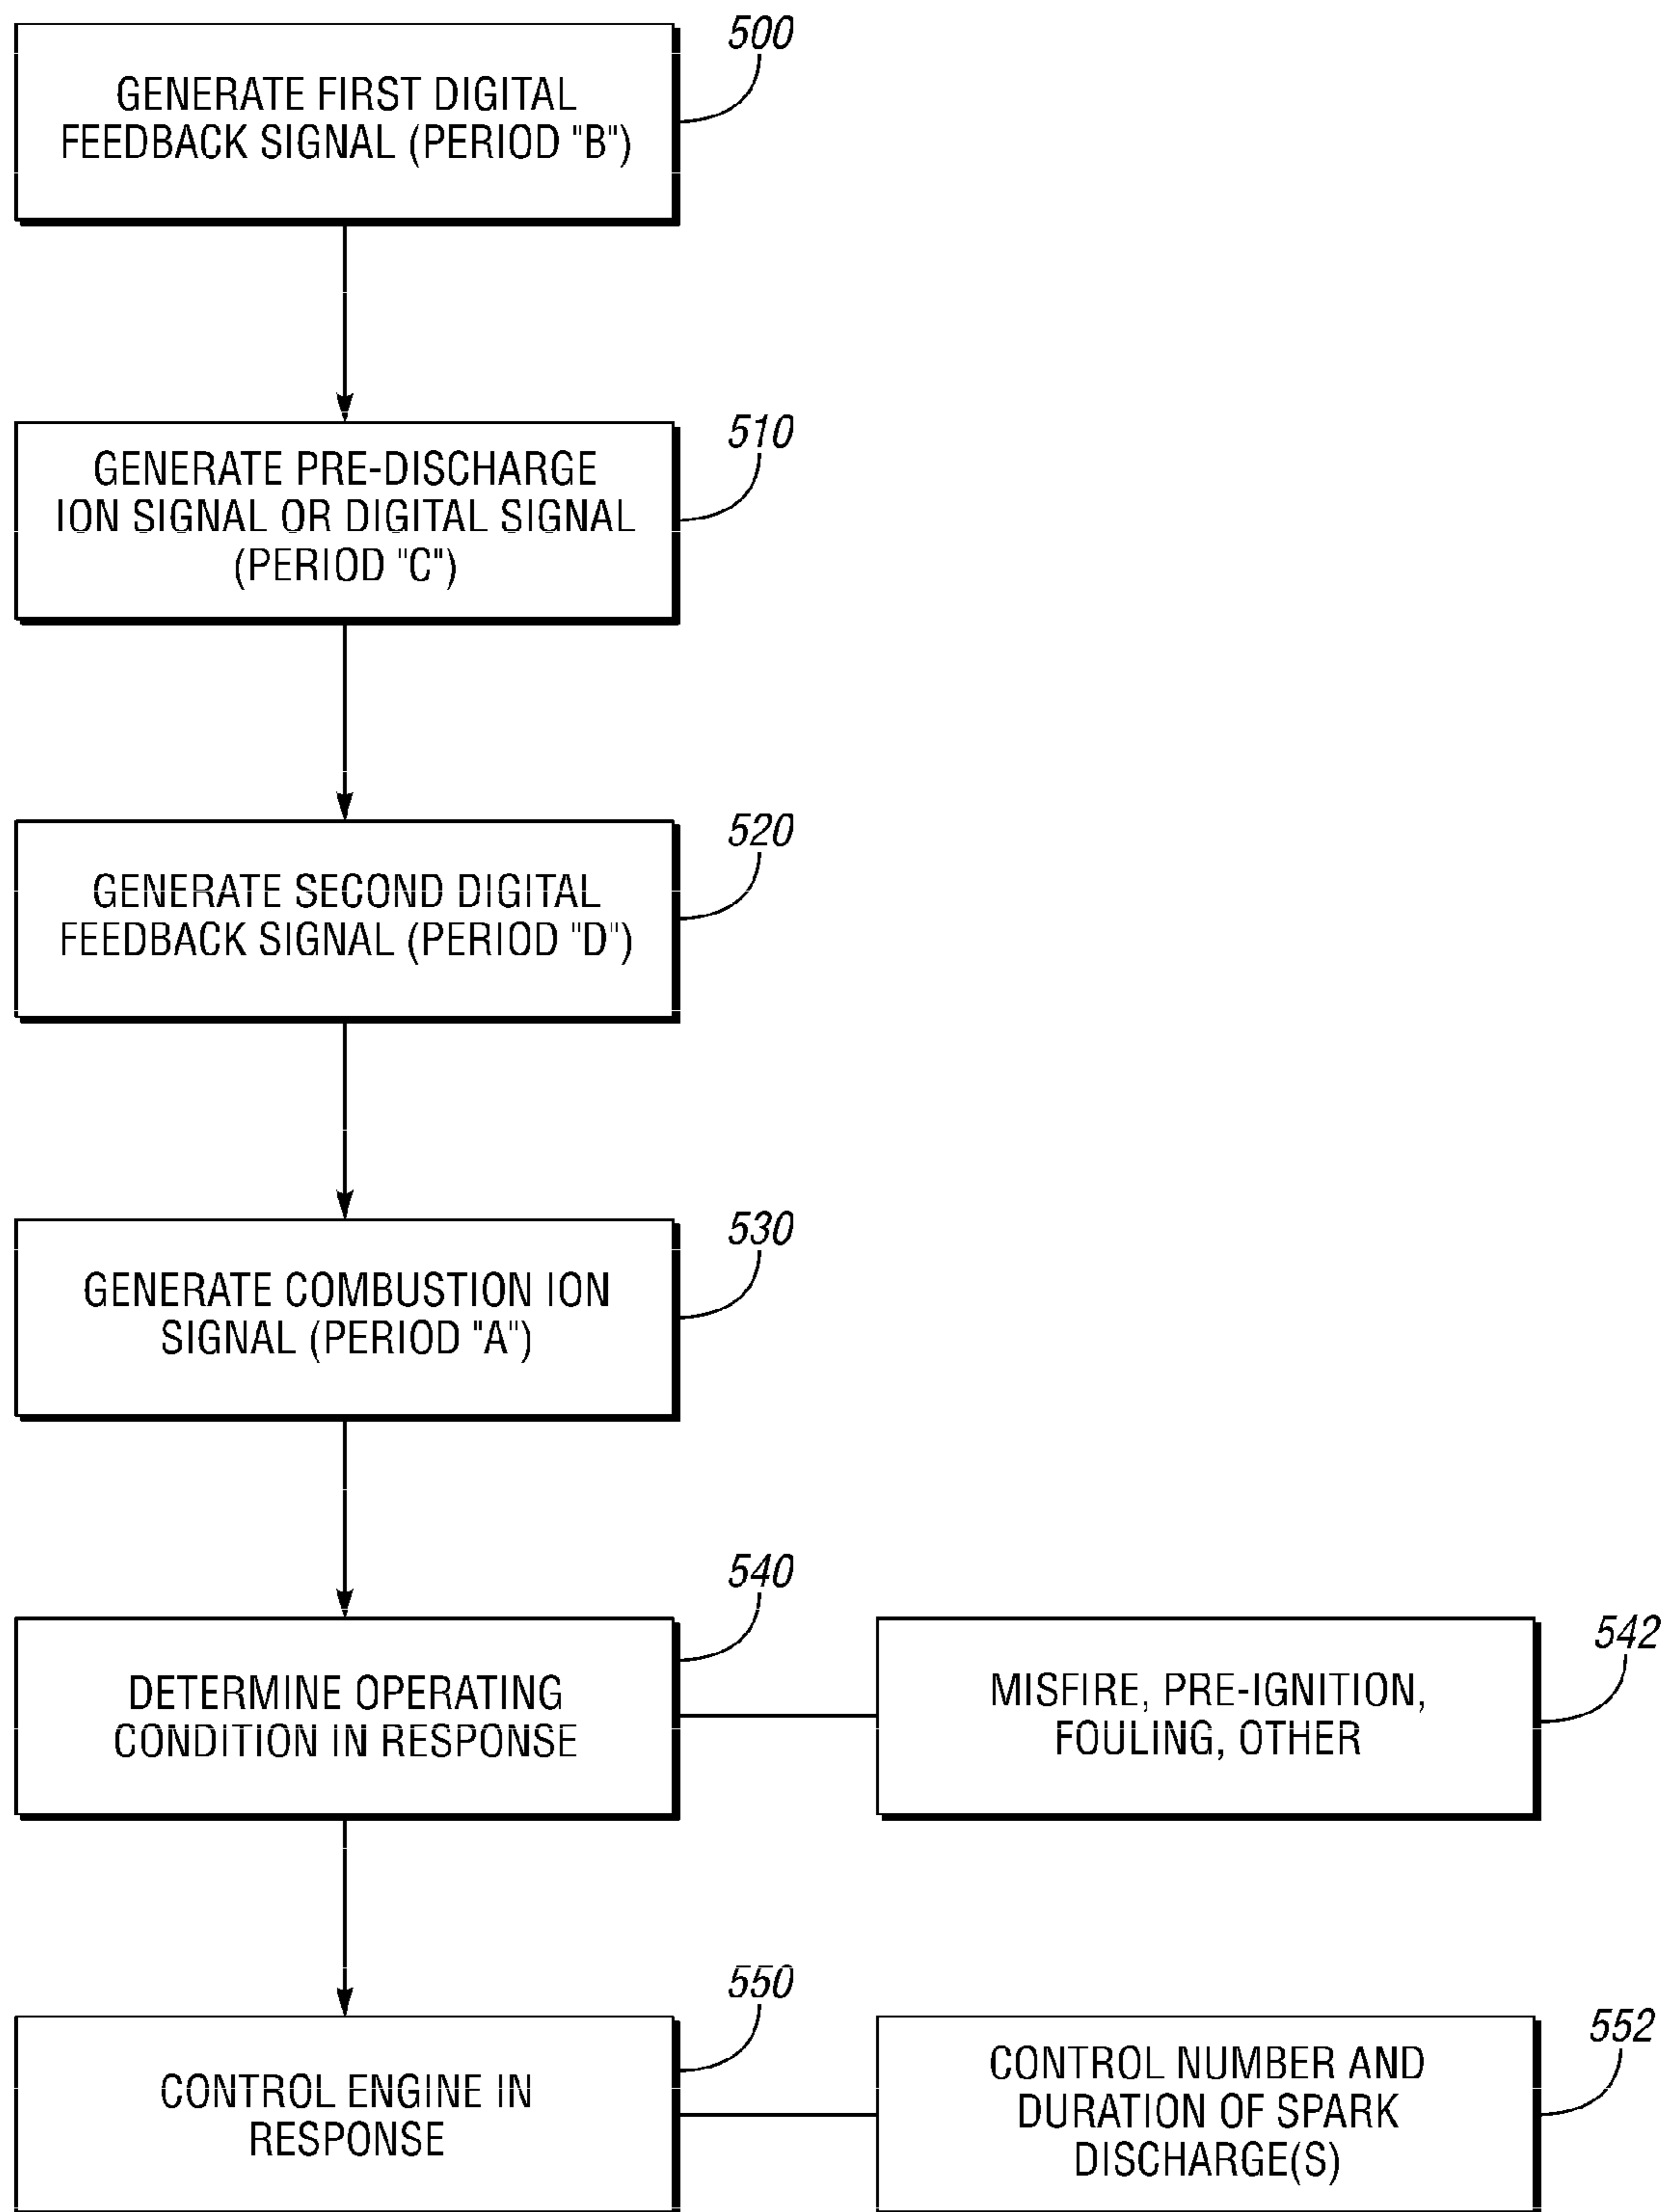 500
GENERATE FIRST DIGITAL
FEEDBACK SIGNAL (PERIOD "B")
510
GENERATE PRE-DISCHARGE
ION SIGNAL OR DIGITAL SIGNAL
(PERIOD "C")
520
GENERATE SECOND DIGITAL
FEEDBACK SIGNAL (PERIOD "D")
530
GENERATE COMBUSTION ION
SIGNAL (PERIOD "A")
540
DETERMINE OPERATING
CONDITION IN RESPONSE
542
MISFIRE, PRE-IGNITION,
FOULING, OTHER
550
CONTROL ENGINE IN
RESPONSE
552
CONTROL NUMBER AND
DURATION OF SPARK
DISCHARGE(S)